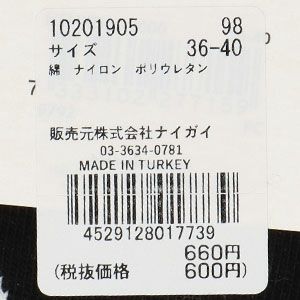 10201905 98
サイズ 36-40
綿 ナイロン ポリウレタン
販売元株式会社ナイガイ
03-3634-0781
MADE IN TURKEY
4529128017739
660円
(税抜価格 600円)